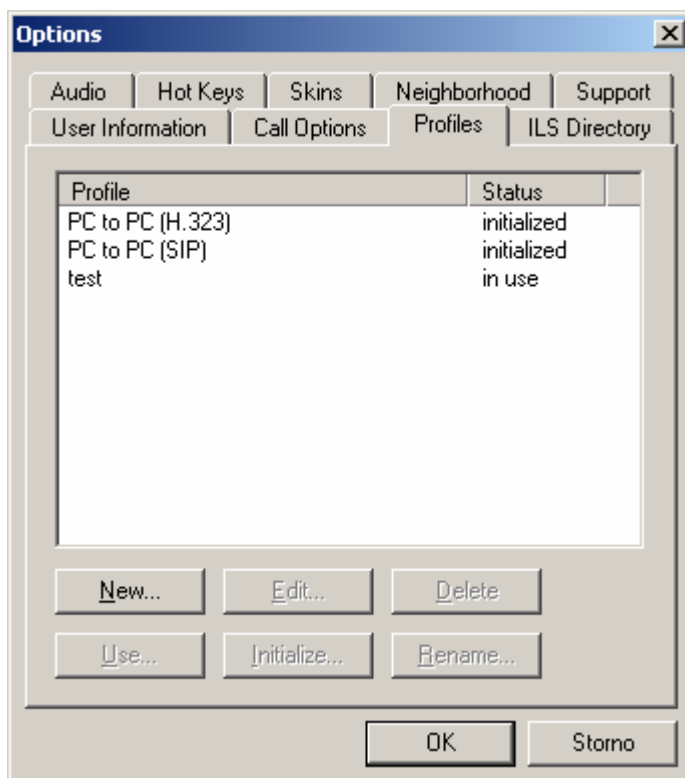 Options
Audio Hot Keys Skins Neighborhood Support
User Information Call Options Profiles ILS Directory
Profile Status
PC to PC (H.323) initialized
PC to PC (SIP) initialized
test in use
New... Edit... Delete
Use... Initialize... Rename...
OK Storno